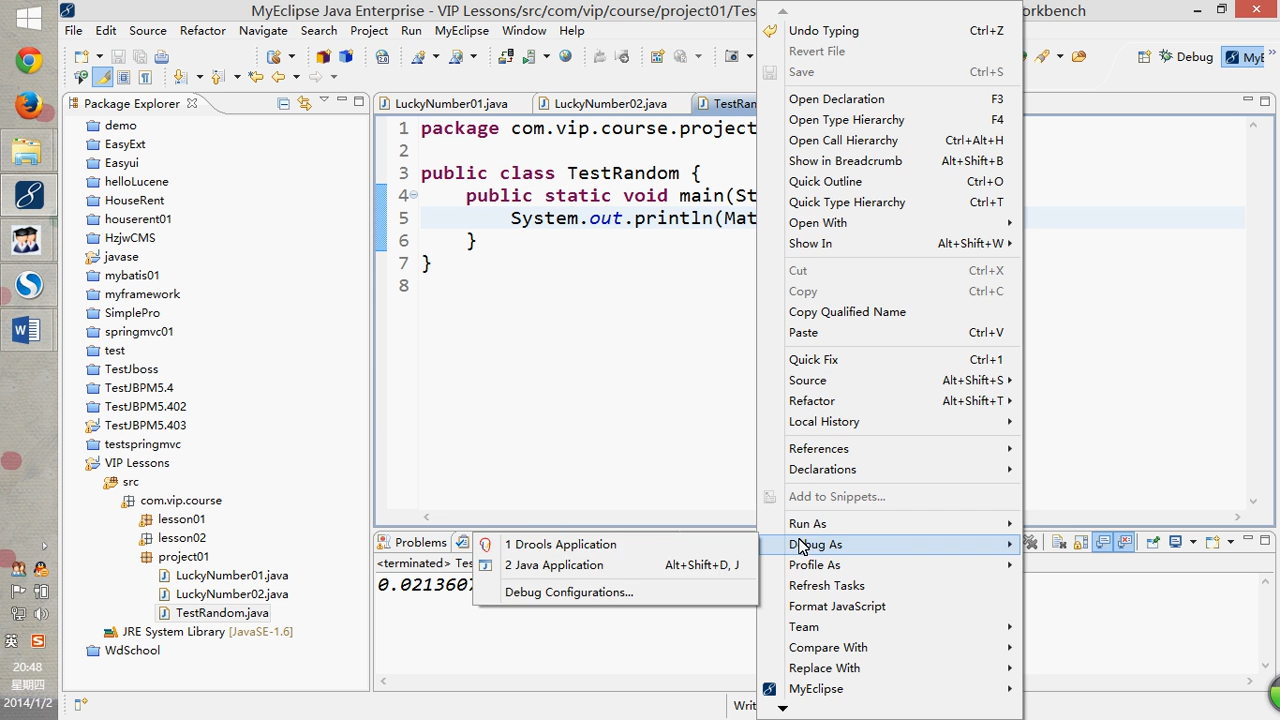 MyEclipse Java Enterprise - VIP Lessons/src/com/vip/course/project01/Tes
orkbench
File Edit Source Refactor Navigate Search Project Run MyEclipse Window Help
Debug MyE
Package Explorer
demo
EasyExt
Easyui
helloLucene
HouseRent
houserent01
HzjwCMS
javase
mybatis01
myframework
SimplePro
springmvc01
test
TestJboss
TestJBPM5.4
TestJBPM5.402
TestJBPM5.403
testspringmvc
VIP Lessons
src
com.vip.course
lesson01
lesson02
project01
LuckyNumber01.java
LuckyNumber02.java
TestRandom.java
JRE System Library [JavaSE-1.6]
WdSchool
LuckyNumber01.java LuckyNumber02.java TestRan
1 package com.vip.course.project
2
3 public class TestRandom {
4 public static void main(St
5 System.out.println(Mat
6 }
7 }
8
Problems
<terminated> Tes
0.0213607
Writ
Undo Typing Ctrl+Z
Revert File
Save Ctrl+S
Open Declaration F3
Open Type Hierarchy F4
Open Call Hierarchy Ctrl+Alt+H
Show in Breadcrumb Alt+Shift+B
Quick Outline Ctrl+O
Quick Type Hierarchy Ctrl+T
Open With
Show In Alt+Shift+W
Cut Ctrl+X
Copy Ctrl+C
Copy Qualified Name
Paste Ctrl+V
Quick Fix Ctrl+1
Source Alt+Shift+S
Refactor Alt+Shift+T
Local History
References
Declarations
Add to Snippets...
Run As
Debug As
Profile As
Refresh Tasks
Format JavaScript
Team
Compare With
Replace With
MyEclipse
1 Drools Application
2 Java Application Alt+Shift+D, J
Debug Configurations...
英
20:48
星期四
2014/1/2